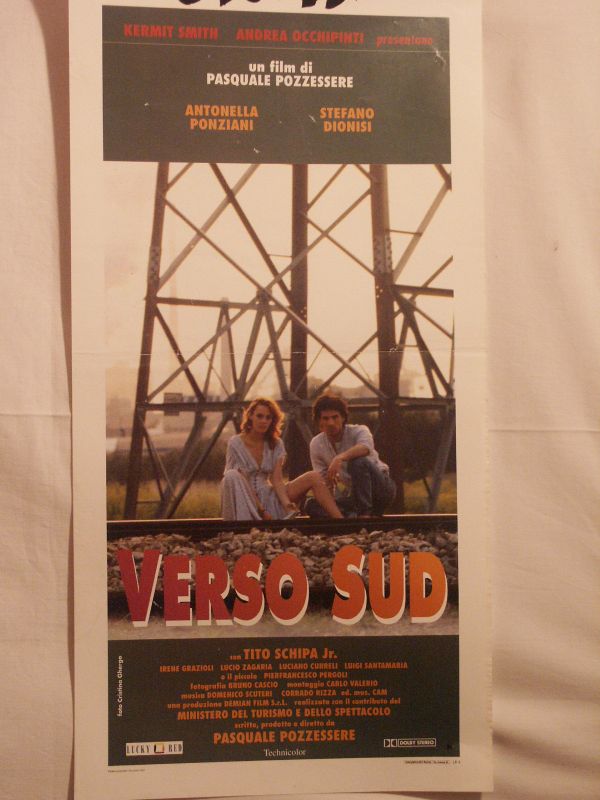 KERMIT SMITH ANDREA OCCHIPINTI presentano
un film di
PASQUALE POZZESSERE
ANTONELLA PONZIANI
STEFANO DIONISI
VERSO SUD
con TITO SCHIPA Jr.
IRENE GRAZIOLI LUCIO ZAGARIA LUCIANO CURRELI LUIGI SANTAMARIA
e il piccolo PIERFRANCESCO PERGOLI
fotografia BRUNO CASCIO montaggio CARLO VALERIO
musica DOMENICO SCUTERI CORRADO RIZZA ed. mus. CAM
una produzione DEMIAN FILM S.r.L. realizzato con il contributo del
MINISTERO DEL TURISMO E DELLO SPETTACOLO
scritto, prodotto e diretto da
PASQUALE POZZESSERE
foto Cristina Ghergo
LUCKY RED
Technicolor
DOLBY STEREO